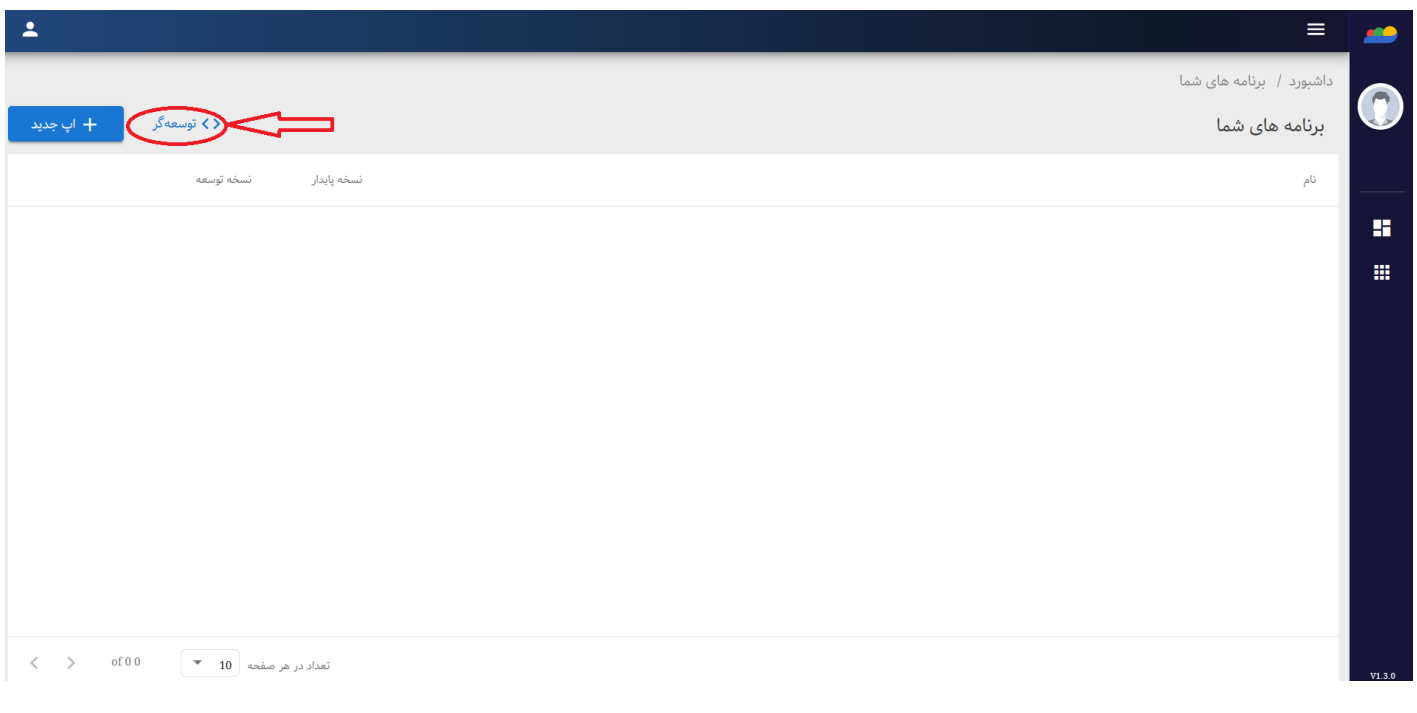 داشبورد / برنامه های شما
برنامه های شما
توسعه‌گر
اپ جدید
نام
نسخه پایدار
نسخه توسعه
تعداد در هر صفحه 10
of 0 0
V1.3.0